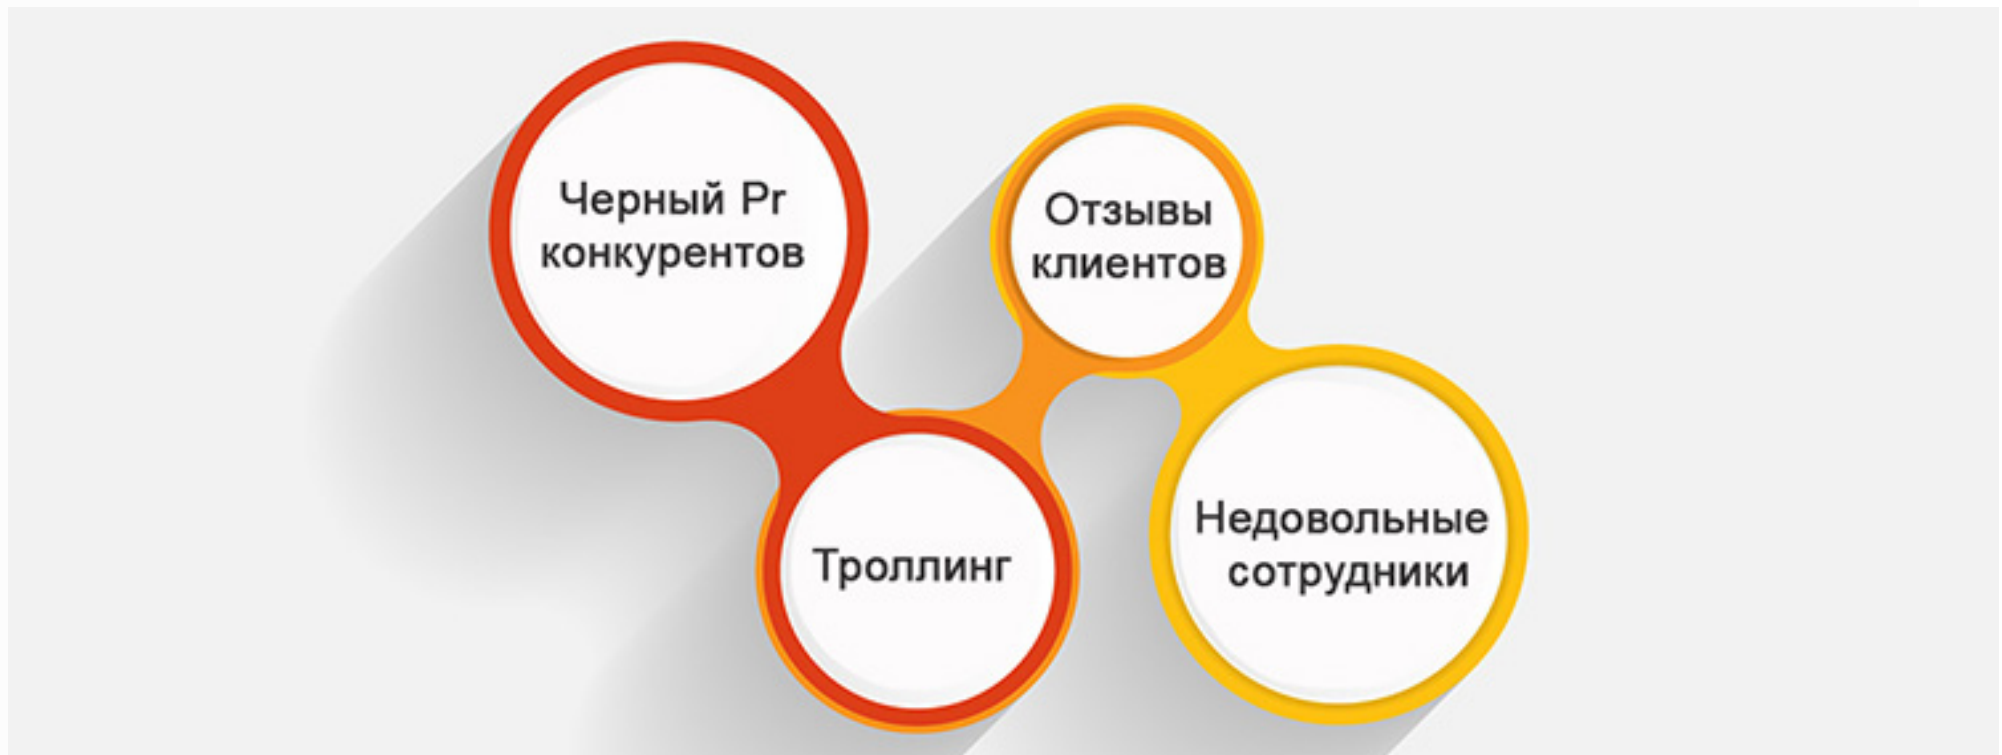 Черный Pr
конкурентов
Отзывы
клиентов
Троллинг
Недовольные
сотрудники